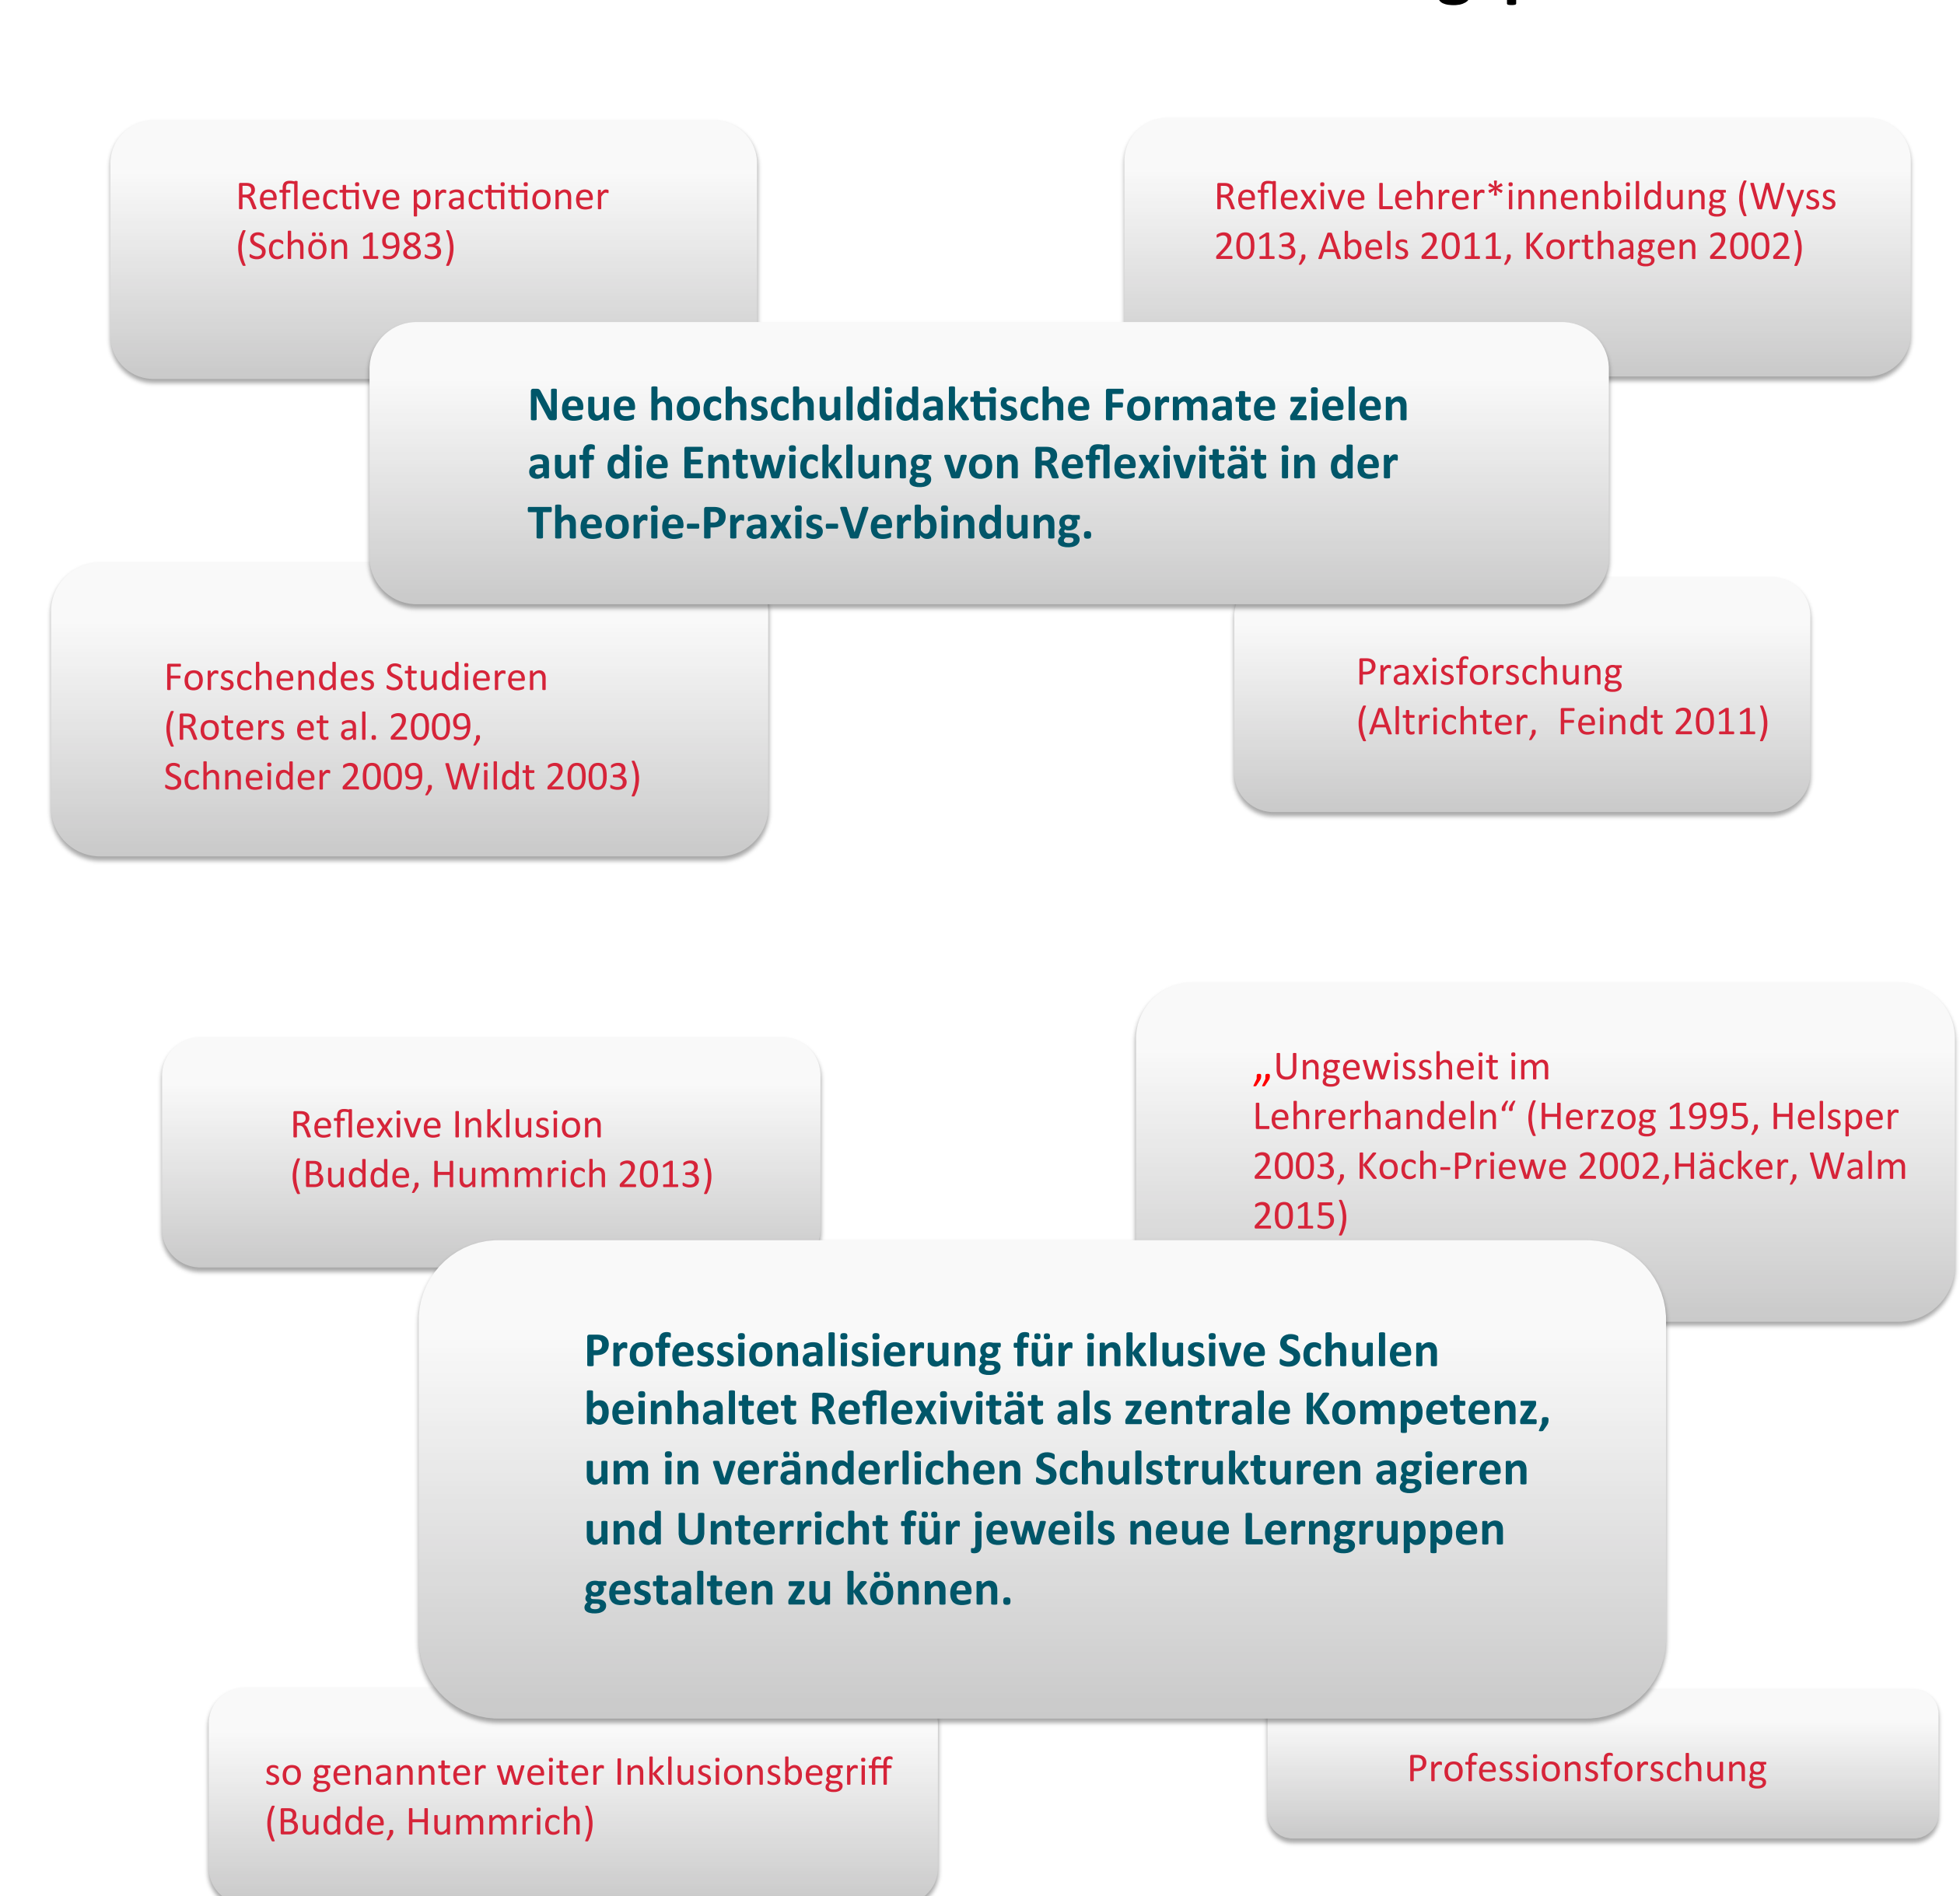 Reflective practitioner
(Schön 1983)
Reflexive Lehrer*innenbildung (Wyss
2013, Abels 2011, Korthagen 2002)
Neue hochschuldidaktische Formate zielen
auf die Entwicklung von Reflexivität in der
Theorie-Praxis-Verbindung.
Forschendes Studieren
(Roters et al. 2009,
Schneider 2009, Wildt 2003)
Praxisforschung
(Altrichter,  Feindt 2011)
Reflexive Inklusion
(Budde, Hummrich 2013)
„Ungewissheit im
Lehrerhandeln“ (Herzog 1995, Helsper
2003, Koch-Priewe 2002,Häcker, Walm
2015)
Professionalisierung für inklusive Schulen
beinhaltet Reflexivität als zentrale Kompetenz,
um in veränderlichen Schulstrukturen agieren
und Unterricht für jeweils neue Lerngruppen
gestalten zu können.
so genannter weiter Inklusionsbegriff
(Budde, Hummrich)
Professionsforschung